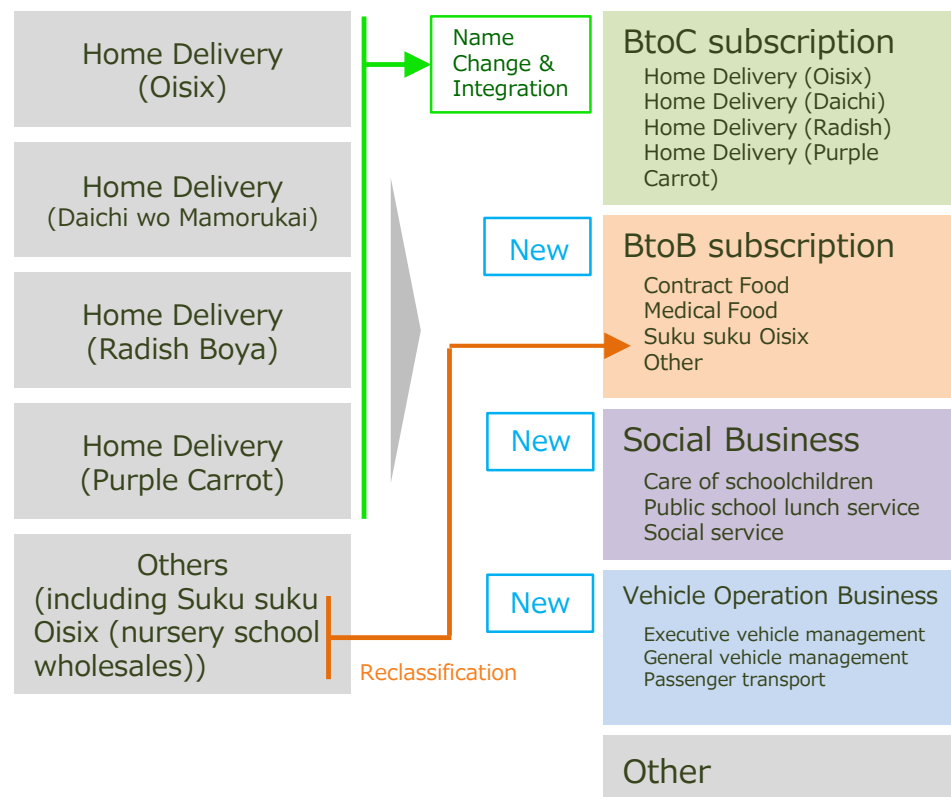 Home Delivery
(Oisix)
Home Delivery
(Daichi wo Mamorukai)
Home Delivery
(Radish Boya)
Home Delivery
(Purple Carrot)
Others
(including Suku suku
Oisix (nursery school
wholesales))
Reclassification
Name
Change &
Integration
New
New
New
BtoC subscription
Home Delivery (Oisix)
Home Delivery (Daichi)
Home Delivery (Radish)
Home Delivery (Purple
Carrot)
BtoB subscription
Contract Food
Medical Food
Suku suku Oisix
Other
Social Business
Care of schoolchildren
Public school lunch service
Social service
Vehicle Operation Business
Executive vehicle management
General vehicle management
Passenger transport
Other